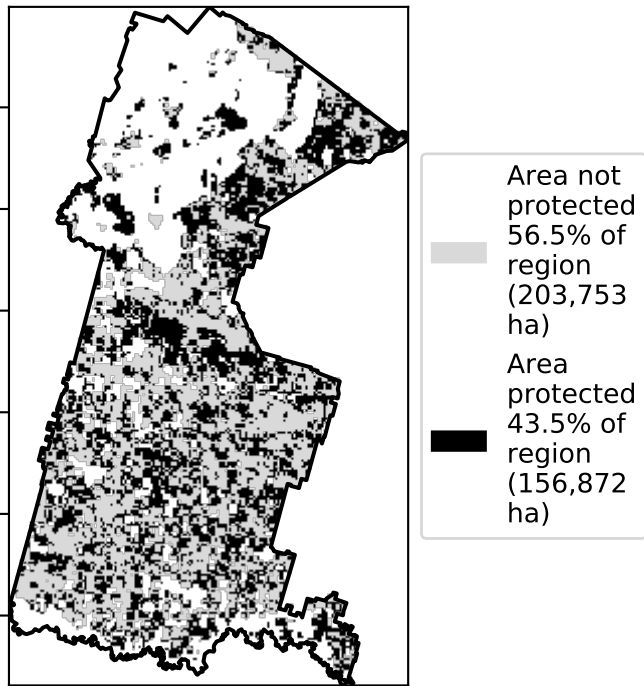 Area not
protected
56.5% of
region
(203,753
ha)
Area
protected
43.5% of
region
(156,872
ha)